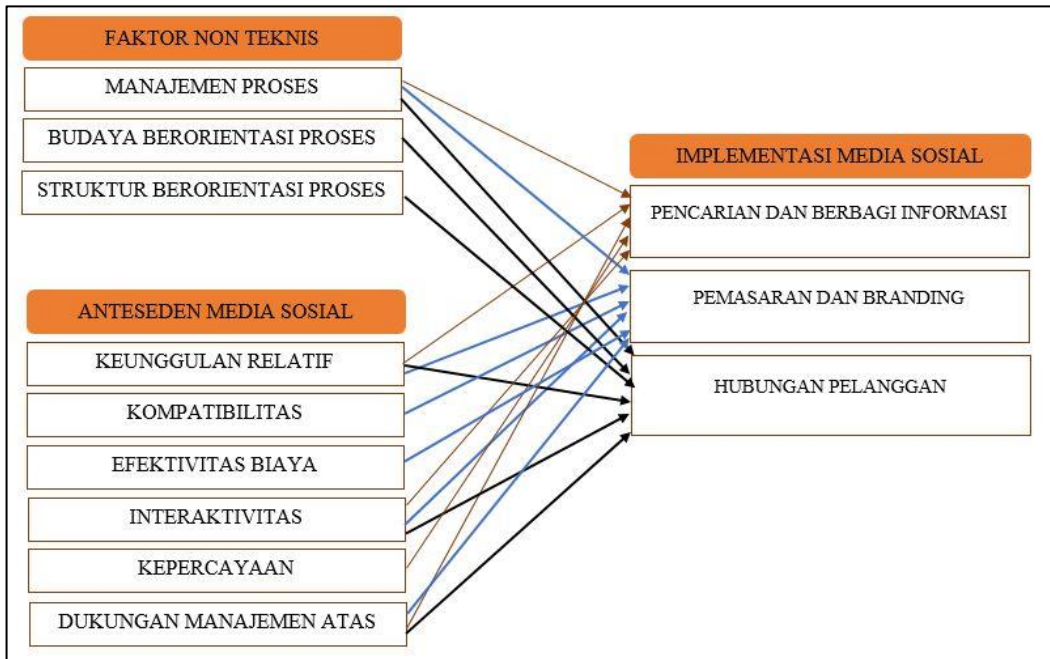 FAKTOR NON TEKNIS
MANAJEMEN PROSES
BUDAYA BERORIENTASI PROSES
STRUKTUR BERORIENTASI PROSES
ANTESEDEN MEDIA SOSIAL
KEUNGGULAN RELATIF
KOMPATIBILITAS
EFEKTIVITAS BIAYA
INTERAKTIVITAS
KEPERCAYAAN
DUKUNGAN MANAJEMEN ATAS
IMPLEMENTASI MEDIA SOSIAL
PENCARIAN DAN BERBAGI INFORMASI
PEMASARAN DAN BRANDING
HUBUNGAN PELANGGAN